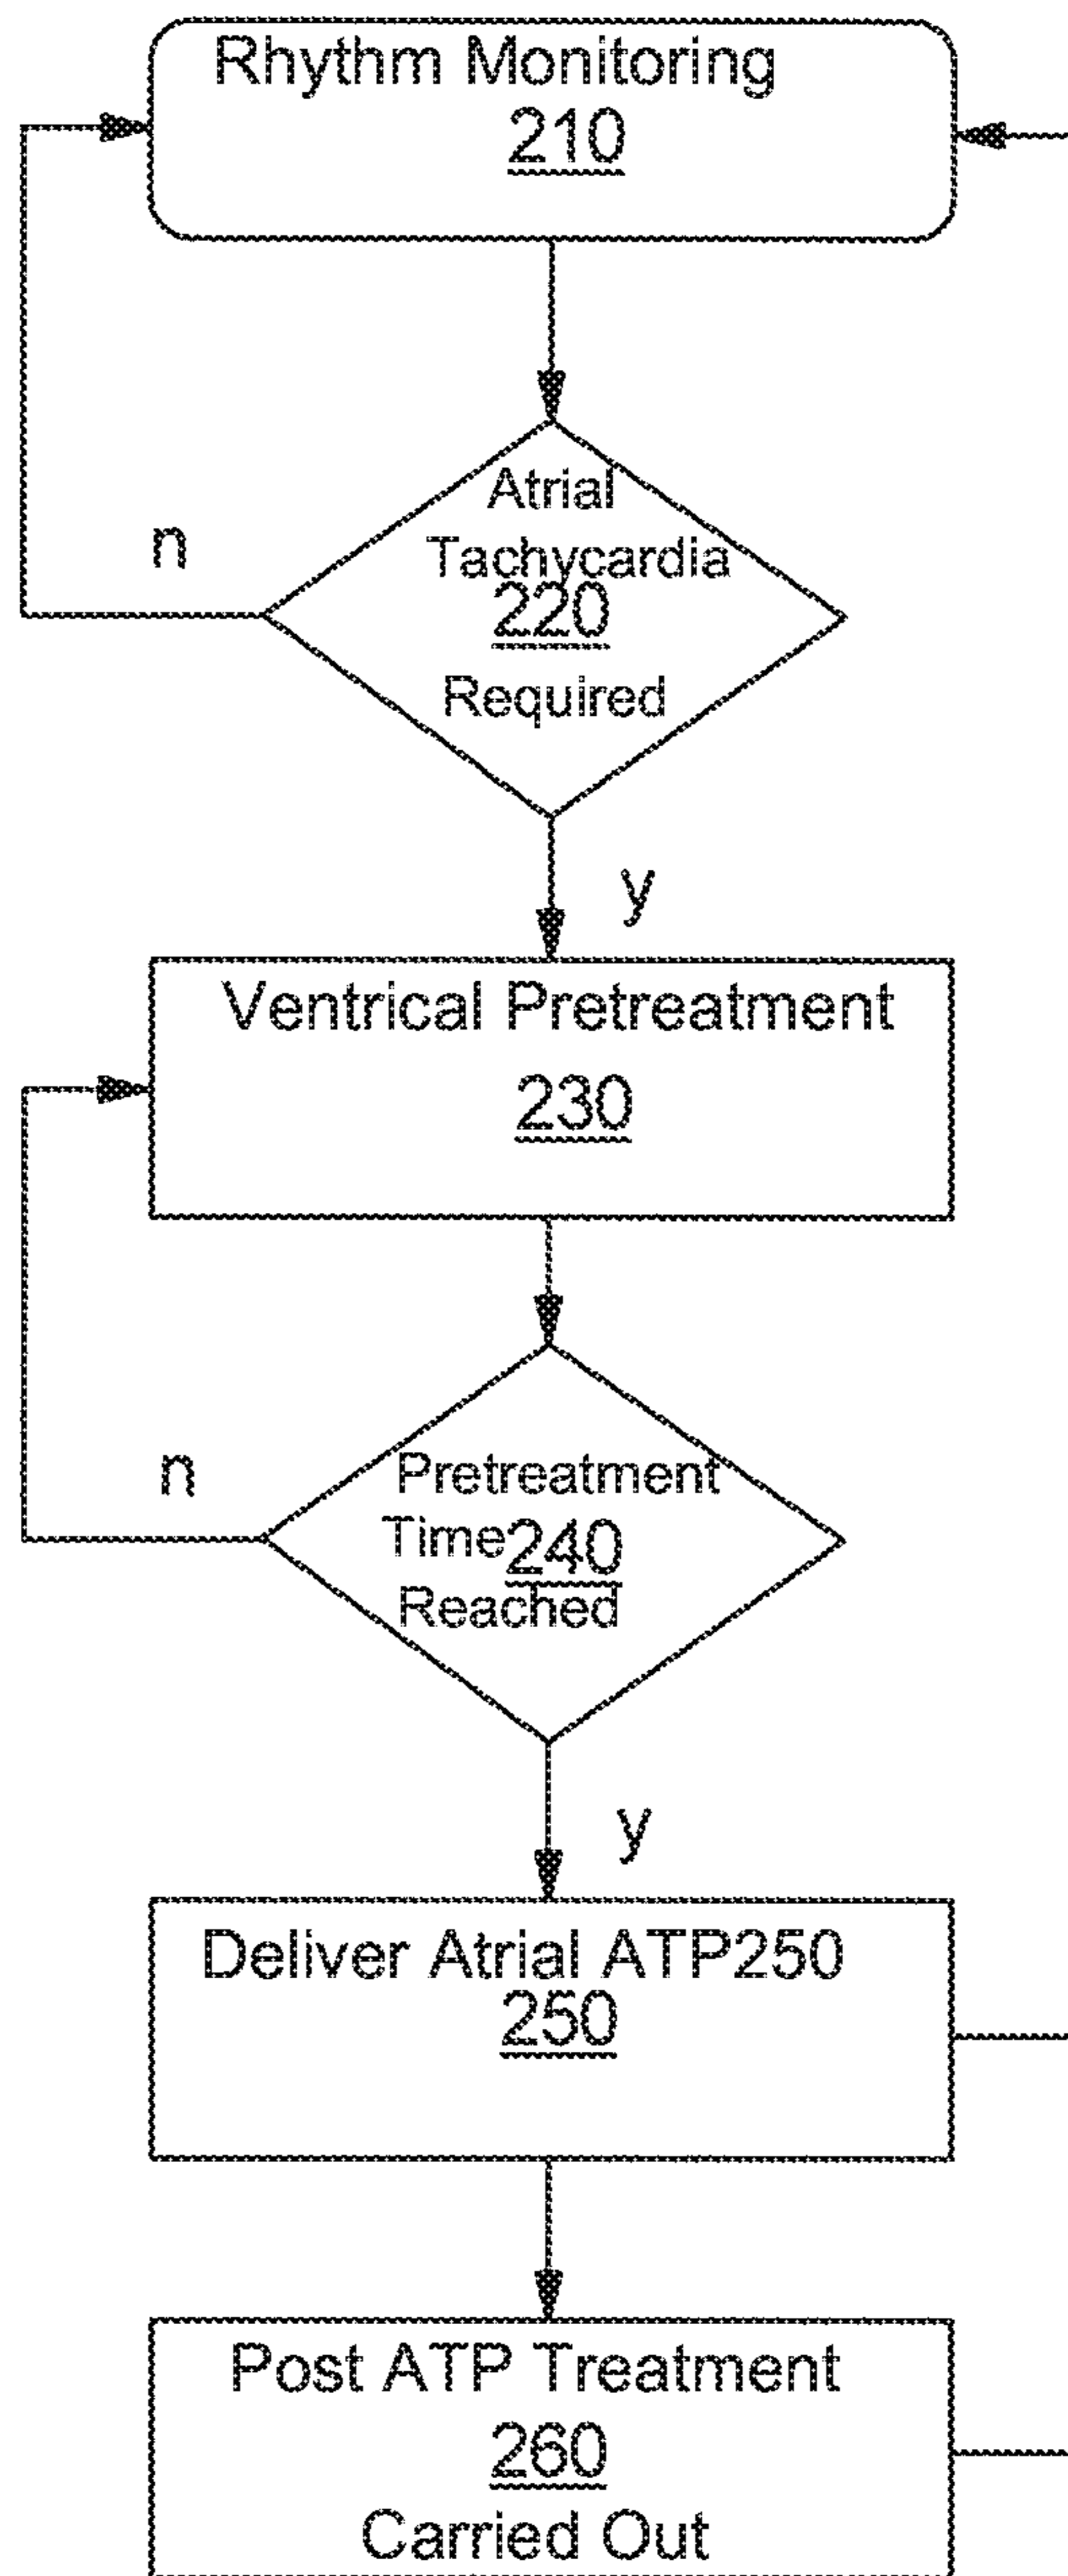 Rhythm Monitoring
210
Atrial
Tachycardia
220
Required
n
y
Ventrical Pretreatment
230
Pretreatment
Time 240
Reached
n
y
Deliver Atrial ATP250
250
Post ATP Treatment
260
Carried Out